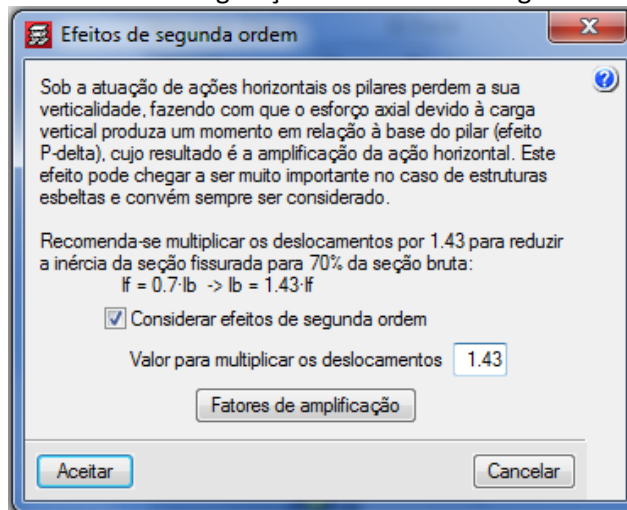 Efeitos de segunda ordem
Sob a atuação de ações horizontais os pilares perdem a sua
verticalidade, fazendo com que o esforço axial devido à carga
vertical produza um momento em relação à base do pilar (efeito
P-delta), cujo resultado é a amplificação da ação horizontal. Este
efeito pode chegar a ser muito importante no caso de estruturas
esbeltas e convém sempre ser considerado.
Recomenda-se multiplicar os deslocamentos por 1.43 para reduzir
a inércia da seção fissurada para 70% da seção bruta:
If = 0.7·Ib -> Ib = 1.43·If
Considerar efeitos de segunda ordem
Valor para multiplicar os deslocamentos 1.43
Fatores de amplificação
Aceitar Cancelar